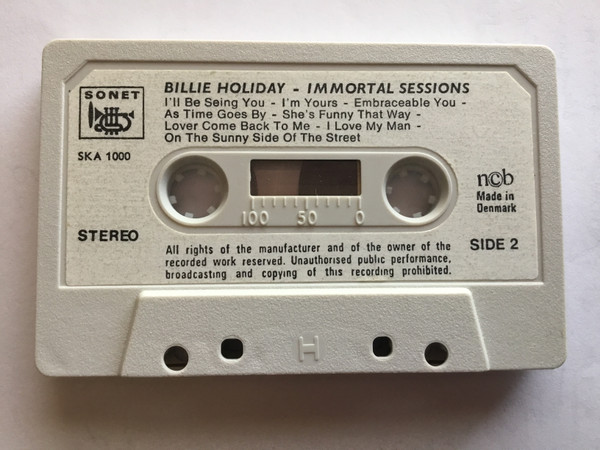 SONET
BILLIE HOLIDAY - IMMORTAL SESSIONS
I'll Be Seing You - I'm Yours - Embraceable You -
As Time Goes By - She's Funny That Way -
Lover Come Back To Me - I Love My Man -
On The Sunny Side Of The Street
SKA 1000
100 50 0
n©b
Made in
Denmark
STEREO
SIDE 2
All rights of the manufacturer and of the owner of the
recorded work reserved. Unauthorised public performance,
broadcasting and copying of this recording prohibited.
H